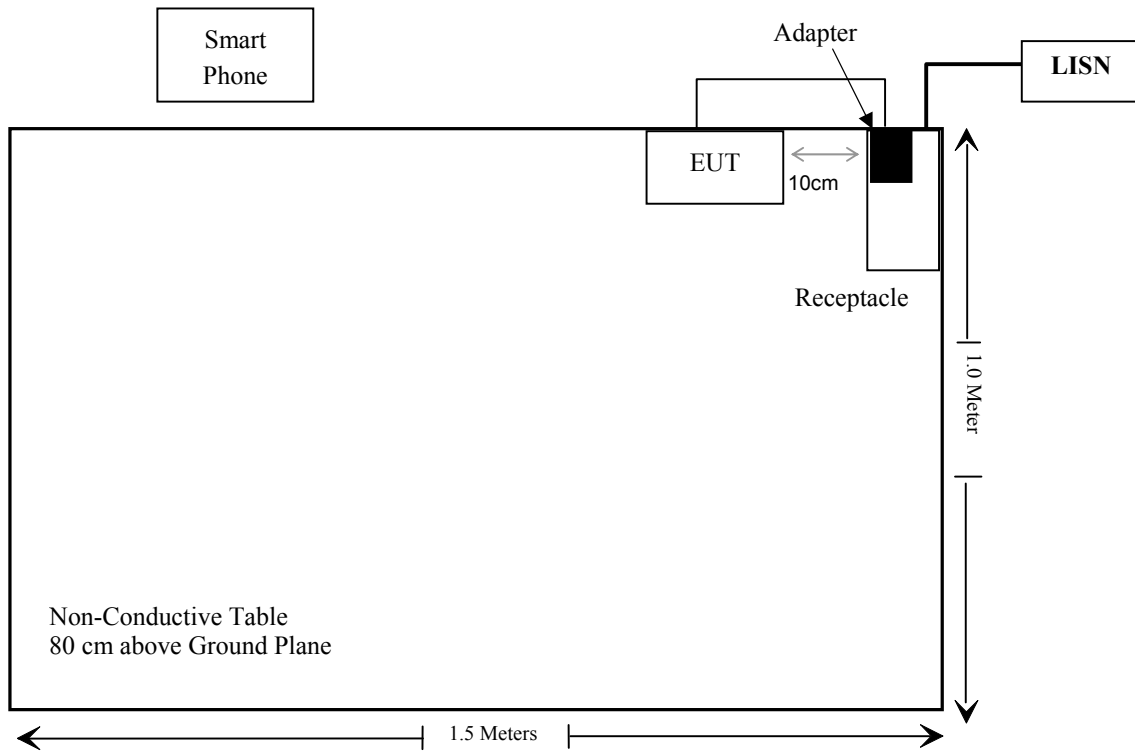 Smart
Phone
Adapter
LISN
EUT
10cm
Receptacle
1.0 Meter
Non-Conductive Table
80 cm above Ground Plane
1.5 Meters